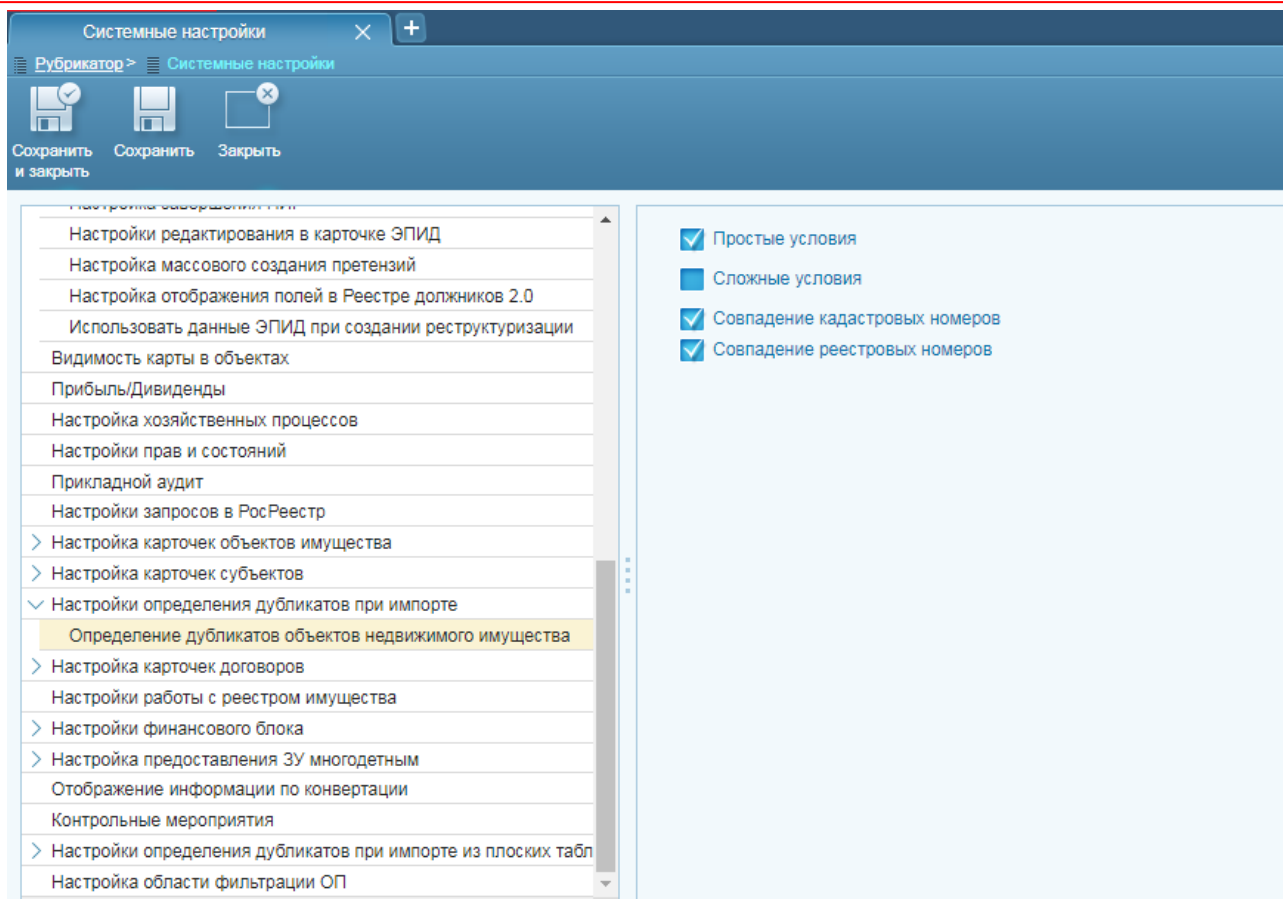 Системные настройки
Рубрикатор >
Системные настройки
Сохранить
и закрыть
Сохранить
Закрыть
Настройка завершения
Настройки редактирования в карточке ЭПИД
Настройка массового создания претензий
Настройка отображения полей в Реестре должников 2.0
Использовать данные ЭПИД при создании реструктуризации
Видимость карты в объектах
Прибыль/Дивиденды
Настройка хозяйственных процессов
Настройки прав и состояний
Прикладной аудит
Настройки запросов в РосРеестр
Настройка карточек объектов имущества
Настройка карточек субъектов
Настройки определения дубликатов при импорте
Определение дубликатов объектов недвижимого имущества
Настройка карточек договоров
Настройки работы с реестром имущества
Настройки финансового блока
Настройка предоставления ЗУ многодетным
Отображение информации по конвертации
Контрольные мероприятия
Настройки определения дубликатов при импорте из плоских табл
Настройка области фильтрации ОП
Простые условия
Сложные условия
Совпадение кадастровых номеров
Совпадение реестровых номеров